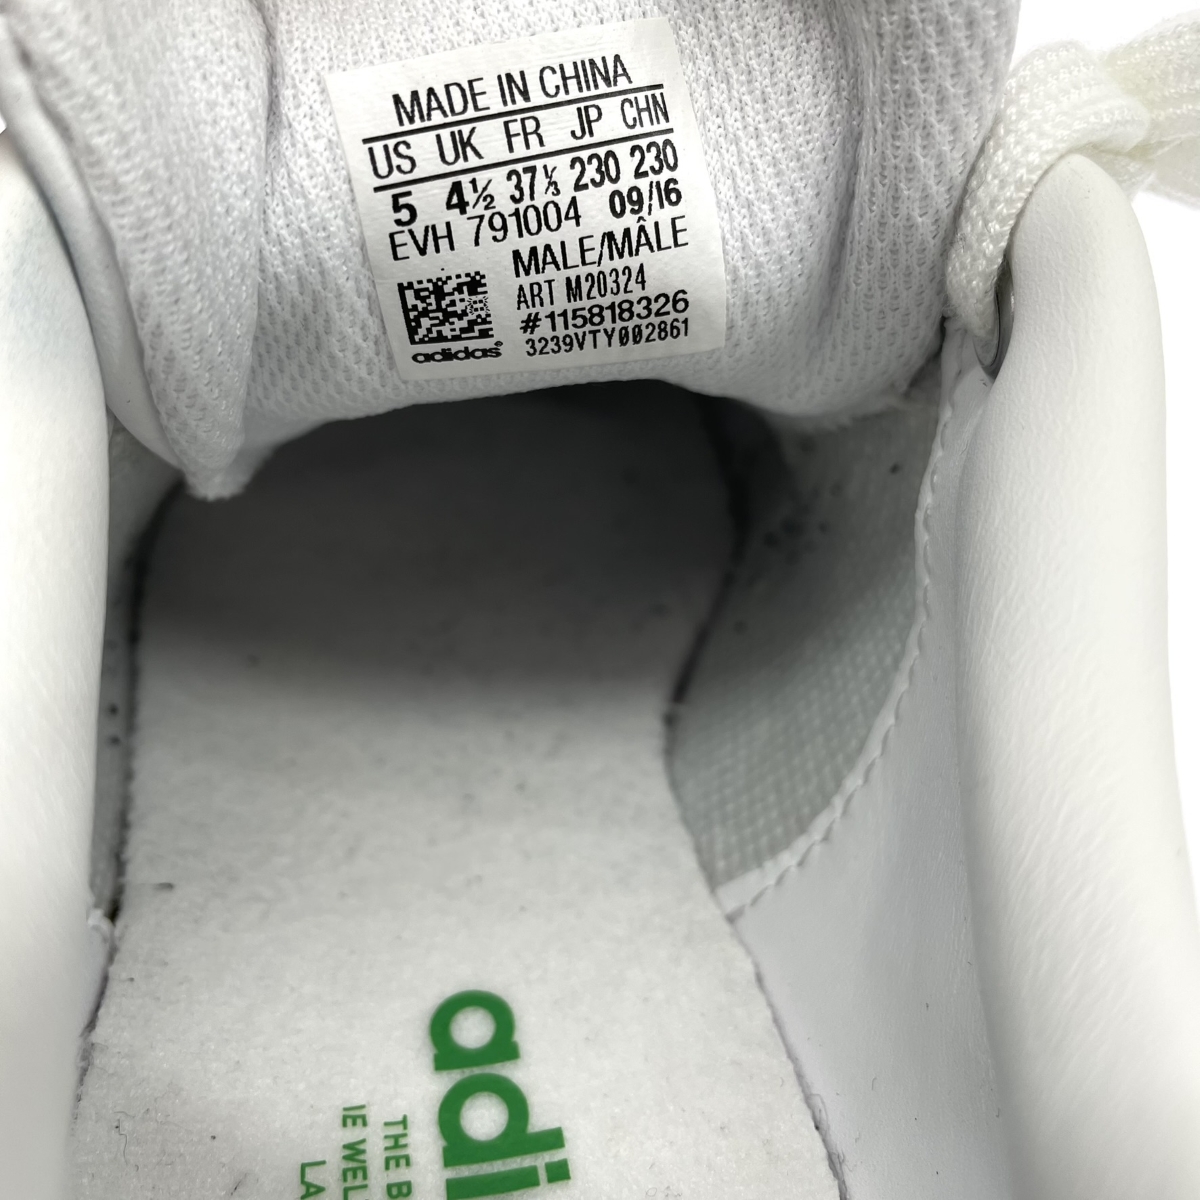 MADE IN CHINA
US UK FR JP CHN
5 4½ 37⅓ 230 230
EVH 791004 09/16
MALE/MÂLE
ART M20324
#115818326
adidas® 3239VTY002861
adi
THE B
IE WEL
LA